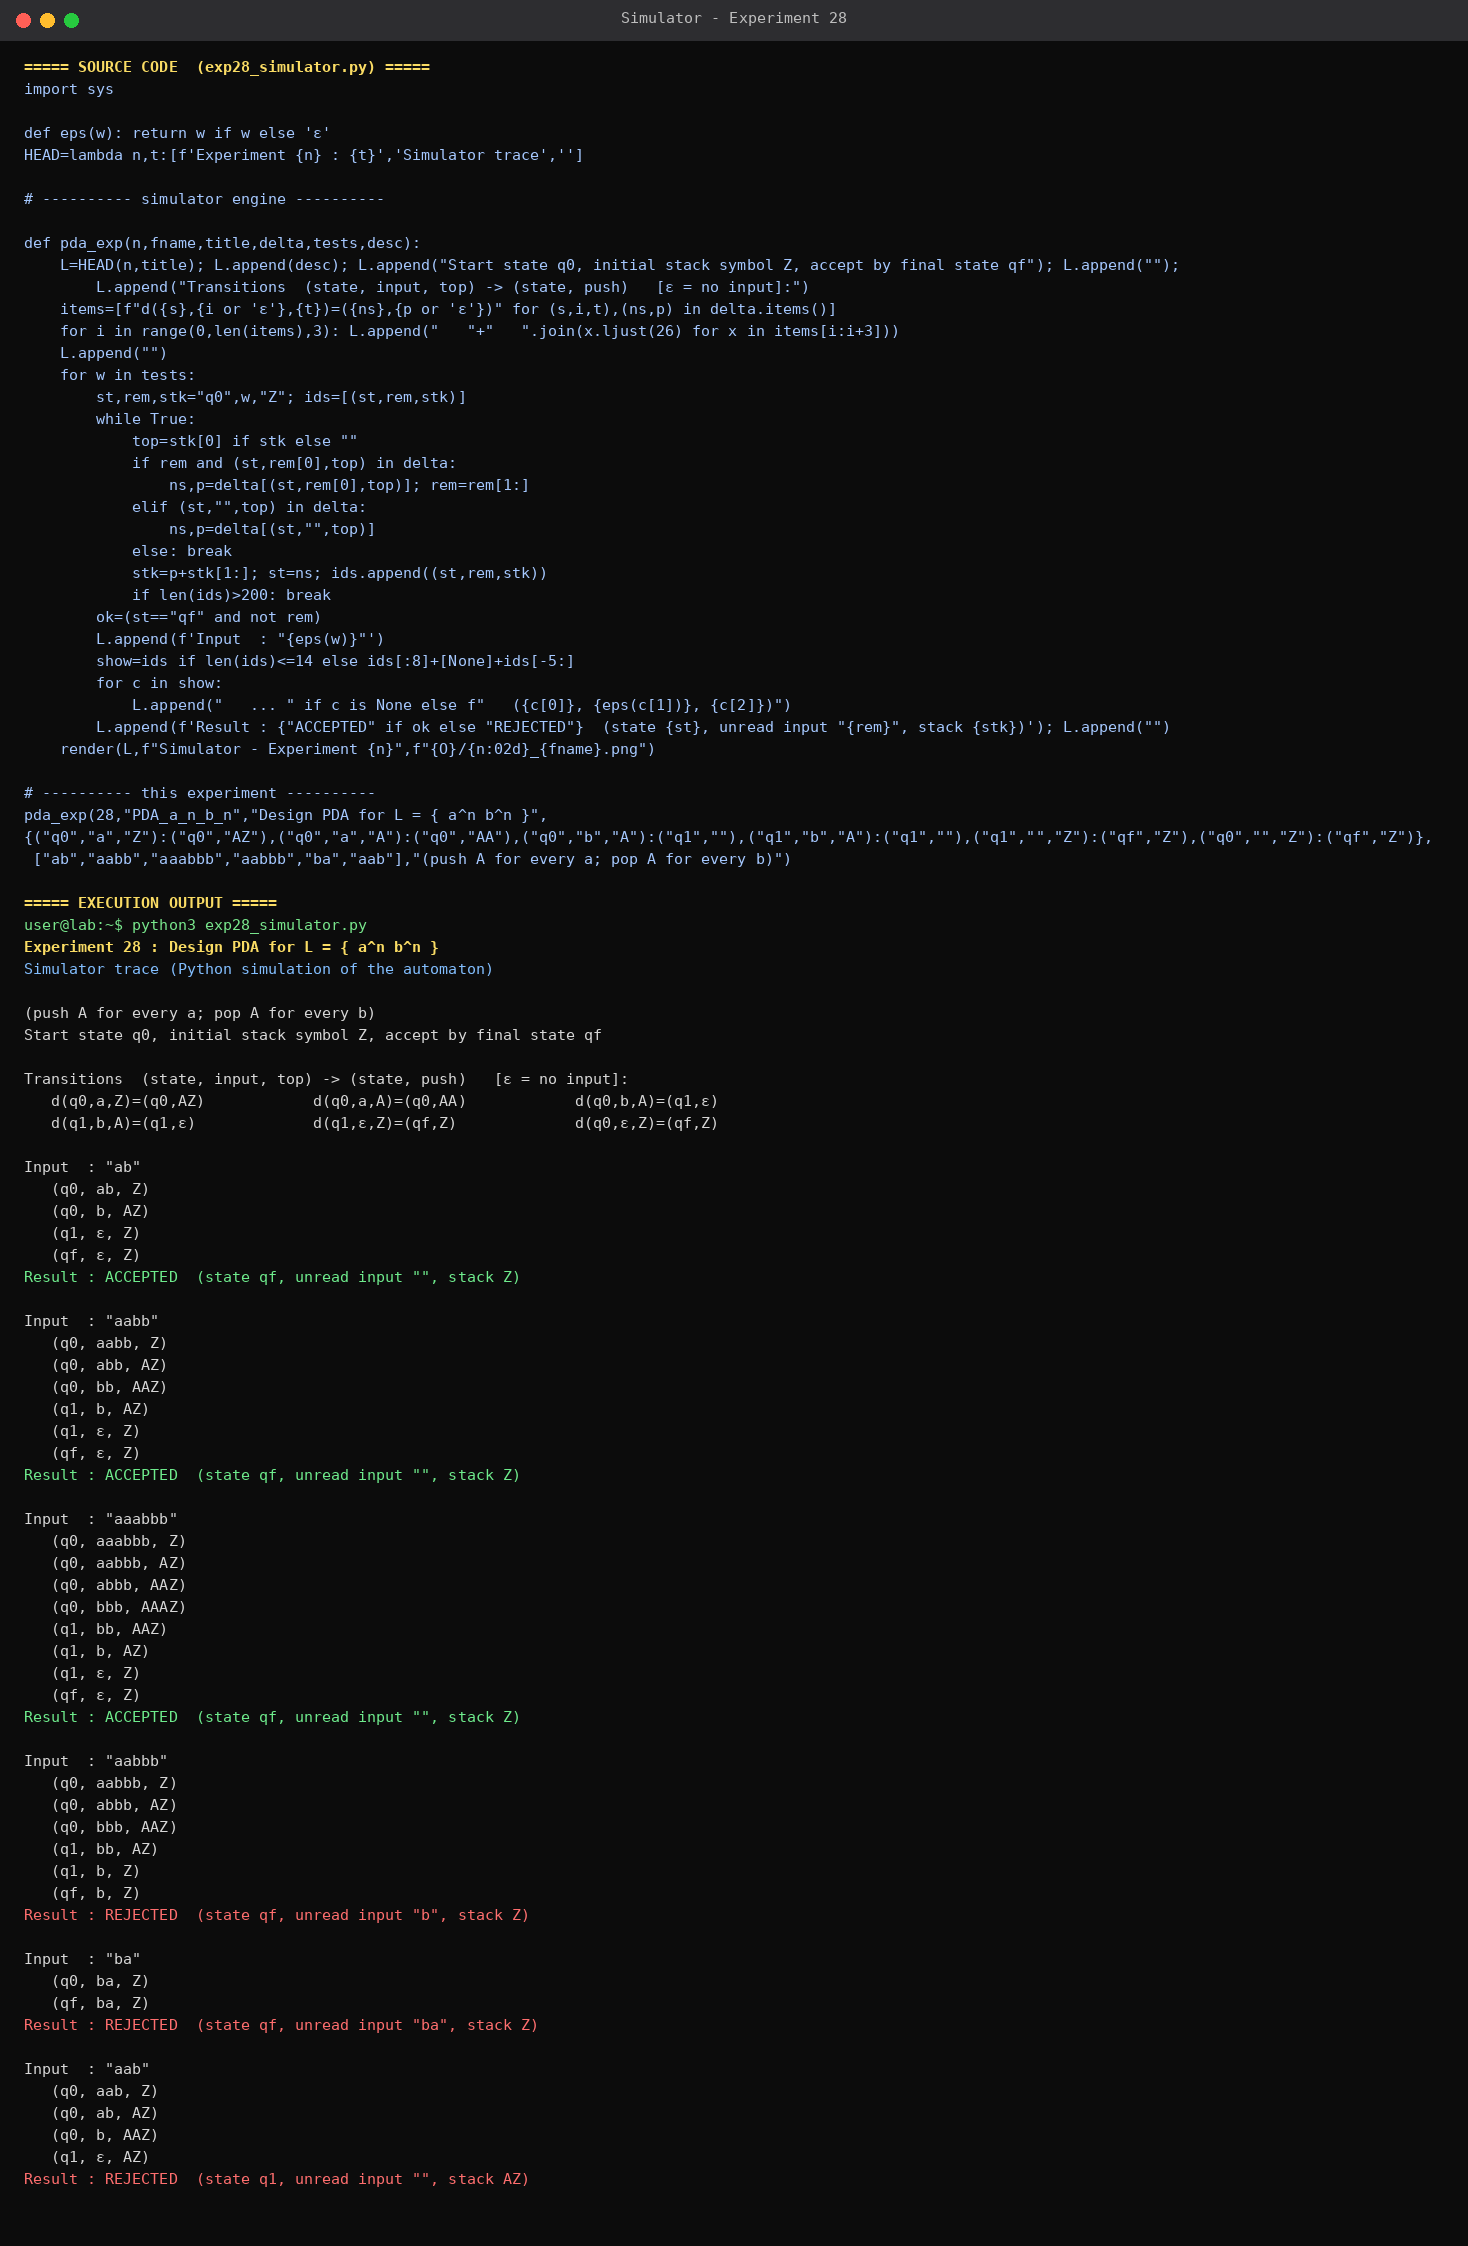 Simulator - Experiment 28
===== SOURCE CODE  (exp28_simulator.py) =====
import sys

def eps(w): return w if w else 'ε'
HEAD=lambda n,t:[f'Experiment {n} : {t}','Simulator trace','']

# ---------- simulator engine ----------

def pda_exp(n,fname,title,delta,tests,desc):
    L=HEAD(n,title); L.append(desc); L.append("Start state q0, initial stack symbol Z, accept by final state qf"); L.append("");
        L.append("Transitions  (state, input, top) -> (state, push)   [ε = no input]:")
    items=[f"d({s},{i or 'ε'},{t})=({ns},{p or 'ε'})" for (s,i,t),(ns,p) in delta.items()]
    for i in range(0,len(items),3): L.append("   "+"   ".join(x.ljust(26) for x in items[i:i+3]))
    L.append("")
    for w in tests:
        st,rem,stk="q0",w,"Z"; ids=[(st,rem,stk)]
        while True:
            top=stk[0] if stk else ""
            if rem and (st,rem[0],top) in delta:
                ns,p=delta[(st,rem[0],top)]; rem=rem[1:]
            elif (st,"",top) in delta:
                ns,p=delta[(st,"",top)]
            else: break
            stk=p+stk[1:]; st=ns; ids.append((st,rem,stk))
            if len(ids)>200: break
        ok=(st=="qf" and not rem)
        L.append(f'Input  : "{eps(w)}"')
        show=ids if len(ids)<=14 else ids[:8]+[None]+ids[-5:]
        for c in show:
            L.append("   ... " if c is None else f"   ({c[0]}, {eps(c[1])}, {c[2]})")
        L.append(f'Result : {"ACCEPTED" if ok else "REJECTED"}  (state {st}, unread input "{rem}", stack {stk})'); L.append("")
    render(L,f"Simulator - Experiment {n}",f"{O}/{n:02d}_{fname}.png")

# ---------- this experiment ----------
pda_exp(28,"PDA_a_n_b_n","Design PDA for L = { a^n b^n }",
{("q0","a","Z"):("q0","AZ"),("q0","a","A"):("q0","AA"),("q0","b","A"):("q1",""),("q1","b","A"):("q1",""),("q1","","Z"):("qf","Z"),("q0","","Z"):("qf","Z")},
 ["ab","aabb","aaabbb","aabbb","ba","aab"],"(push A for every a; pop A for every b)")

===== EXECUTION OUTPUT =====
user@lab:~$ python3 exp28_simulator.py
Experiment 28 : Design PDA for L = { a^n b^n }
Simulator trace (Python simulation of the automaton)

(push A for every a; pop A for every b)
Start state q0, initial stack symbol Z, accept by final state qf

Transitions  (state, input, top) -> (state, push)   [ε = no input]:
   d(q0,a,Z)=(q0,AZ)            d(q0,a,A)=(q0,AA)            d(q0,b,A)=(q1,ε)
   d(q1,b,A)=(q1,ε)             d(q1,ε,Z)=(qf,Z)             d(q0,ε,Z)=(qf,Z)

Input  : "ab"
   (q0, ab, Z)
   (q0, b, AZ)
   (q1, ε, Z)
   (qf, ε, Z)
Result : ACCEPTED  (state qf, unread input "", stack Z)

Input  : "aabb"
   (q0, aabb, Z)
   (q0, abb, AZ)
   (q0, bb, AAZ)
   (q1, b, AZ)
   (q1, ε, Z)
   (qf, ε, Z)
Result : ACCEPTED  (state qf, unread input "", stack Z)

Input  : "aaabbb"
   (q0, aaabbb, Z)
   (q0, aabbb, AZ)
   (q0, abbb, AAZ)
   (q0, bbb, AAAZ)
   (q1, bb, AAZ)
   (q1, b, AZ)
   (q1, ε, Z)
   (qf, ε, Z)
Result : ACCEPTED  (state qf, unread input "", stack Z)

Input  : "aabbb"
   (q0, aabbb, Z)
   (q0, abbb, AZ)
   (q0, bbb, AAZ)
   (q1, bb, AZ)
   (q1, b, Z)
   (qf, b, Z)
Result : REJECTED  (state qf, unread input "b", stack Z)

Input  : "ba"
   (q0, ba, Z)
   (qf, ba, Z)
Result : REJECTED  (state qf, unread input "ba", stack Z)

Input  : "aab"
   (q0, aab, Z)
   (q0, ab, AZ)
   (q0, b, AAZ)
   (q1, ε, AZ)
Result : REJECTED  (state q1, unread input "", stack AZ)